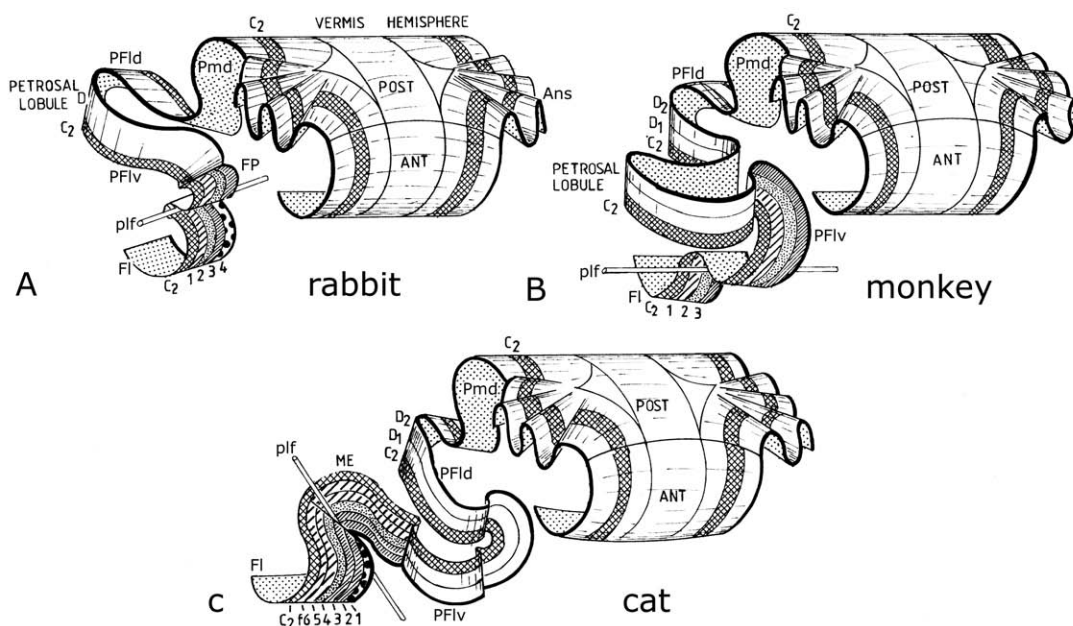 C2 VERMIS HEMISPHERE
PFld
Pmd
PETROSAL
LOBULE
D
C2
POST
Ans
PFlv
FP
ANT
plf
Fl
C2 1 2 3 4
A rabbit
C2
PFld
Pmd
D2
D1
C2
POST
PETROSAL
LOBULE
C2
ANT
PFlv
plf
Fl
C2 1 2 3
B monkey
C2
Pmd
D2
D1
C2
POST
plf
ME
PFld
ANT
Fl
PFlv
C2 f6 5 4 3 2 1
c cat